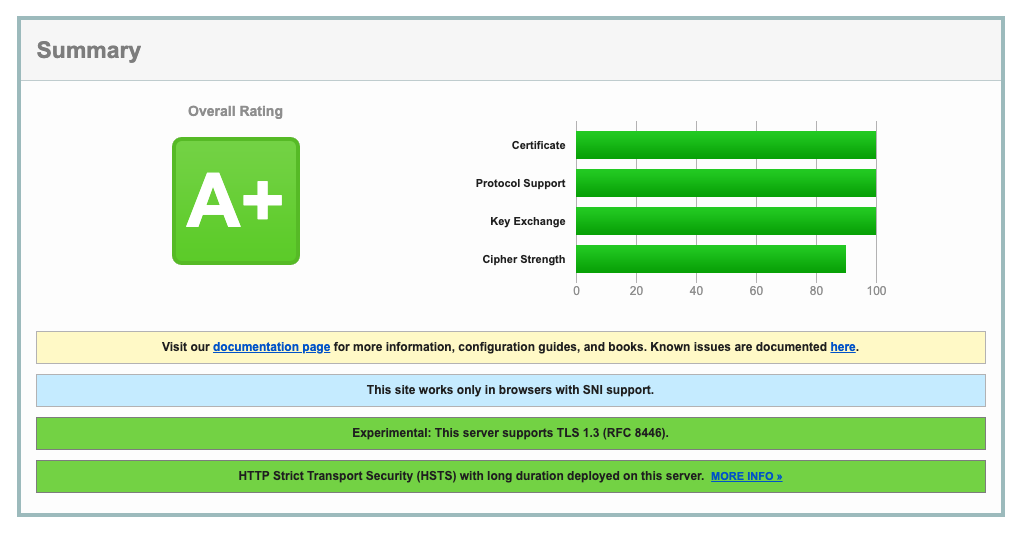 Summary
Overall Rating
A+
Certificate
Protocol Support
Key Exchange
Cipher Strength
0 20 40 60 80 100
Visit our documentation page for more information, configuration guides, and books. Known issues are documented here.
This site works only in browsers with SNI support.
Experimental: This server supports TLS 1.3 (RFC 8446).
HTTP Strict Transport Security (HSTS) with long duration deployed on this server. MORE INFO »